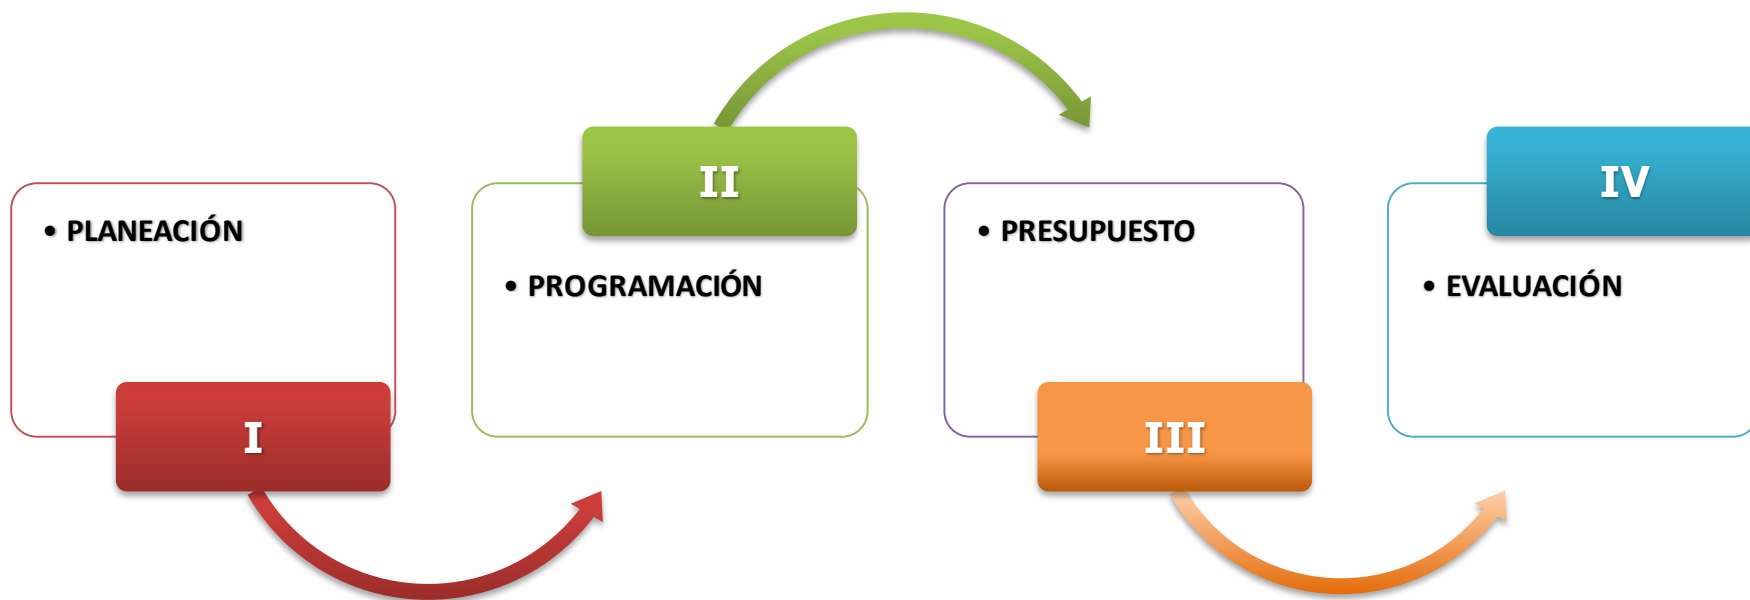 • PLANEACIÓN
I
II
• PROGRAMACIÓN
• PRESUPUESTO
III
IV
• EVALUACIÓN